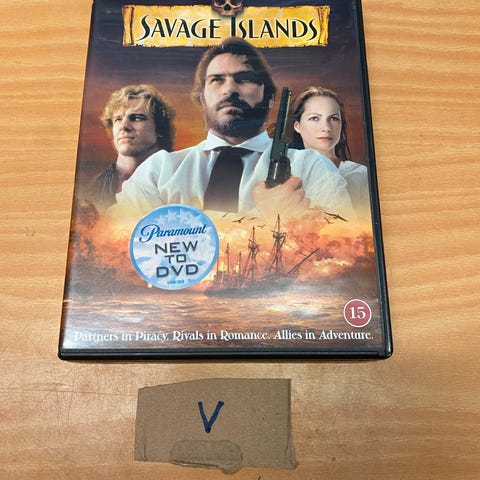 SAVAGE ISLANDS
Paramount
NEW
TO
DVD
15
Partners in Piracy. Rivals in Romance. Allies in Adventure.
V